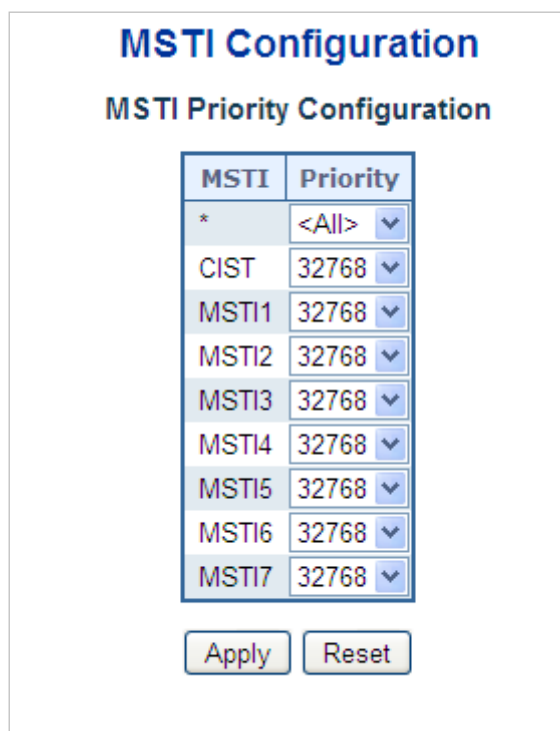 MSTI Configuration
MSTI Priority Configuration
MSTI Priority
* <All>
CIST 32768
MSTI1 32768
MSTI2 32768
MSTI3 32768
MSTI4 32768
MSTI5 32768
MSTI6 32768
MSTI7 32768
Apply Reset